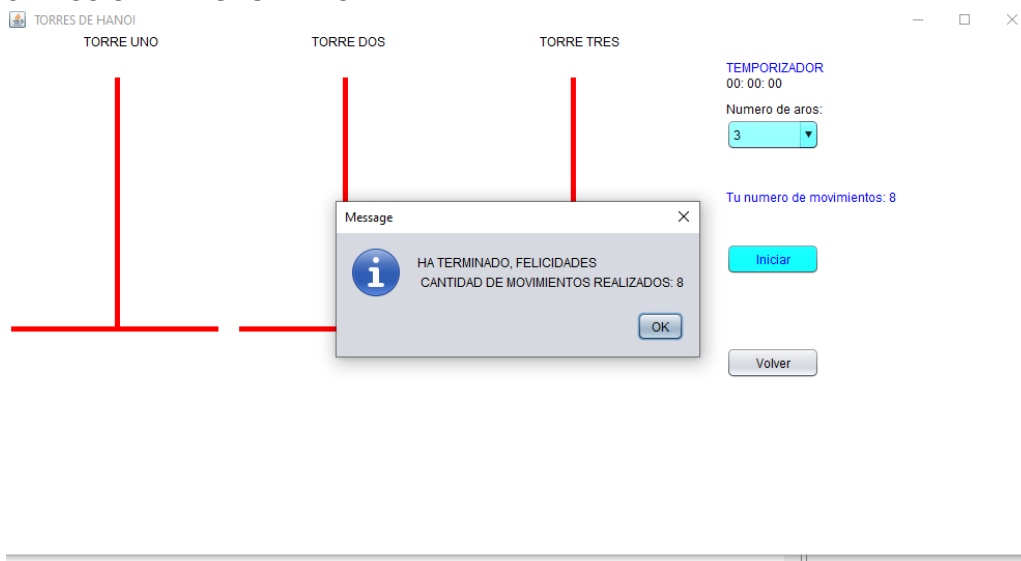 TORRES DE HANOI
TORRE UNO
TORRE DOS
TORRE TRES
TEMPORIZADOR
00: 00: 00
Numero de aros:
3
Tu numero de movimientos: 8
Message
HA TERMINADO, FELICIDADES
CANTIDAD DE MOVIMIENTOS REALIZADOS: 8
OK
Iniciar
Volver